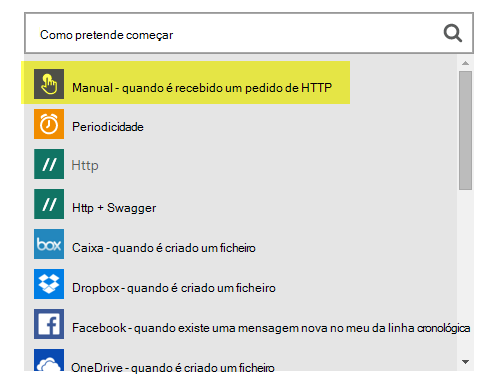 Como pretende começar
Manual - quando é recebido um pedido de HTTP
Periodicidade
// Http
// Http + Swagger
box Caixa - quando é criado um ficheiro
Dropbox - quando é criado um ficheiro
f Facebook - quando existe uma mensagem nova no meu da linha cronológica
OneDrive - quando é criado um ficheiro